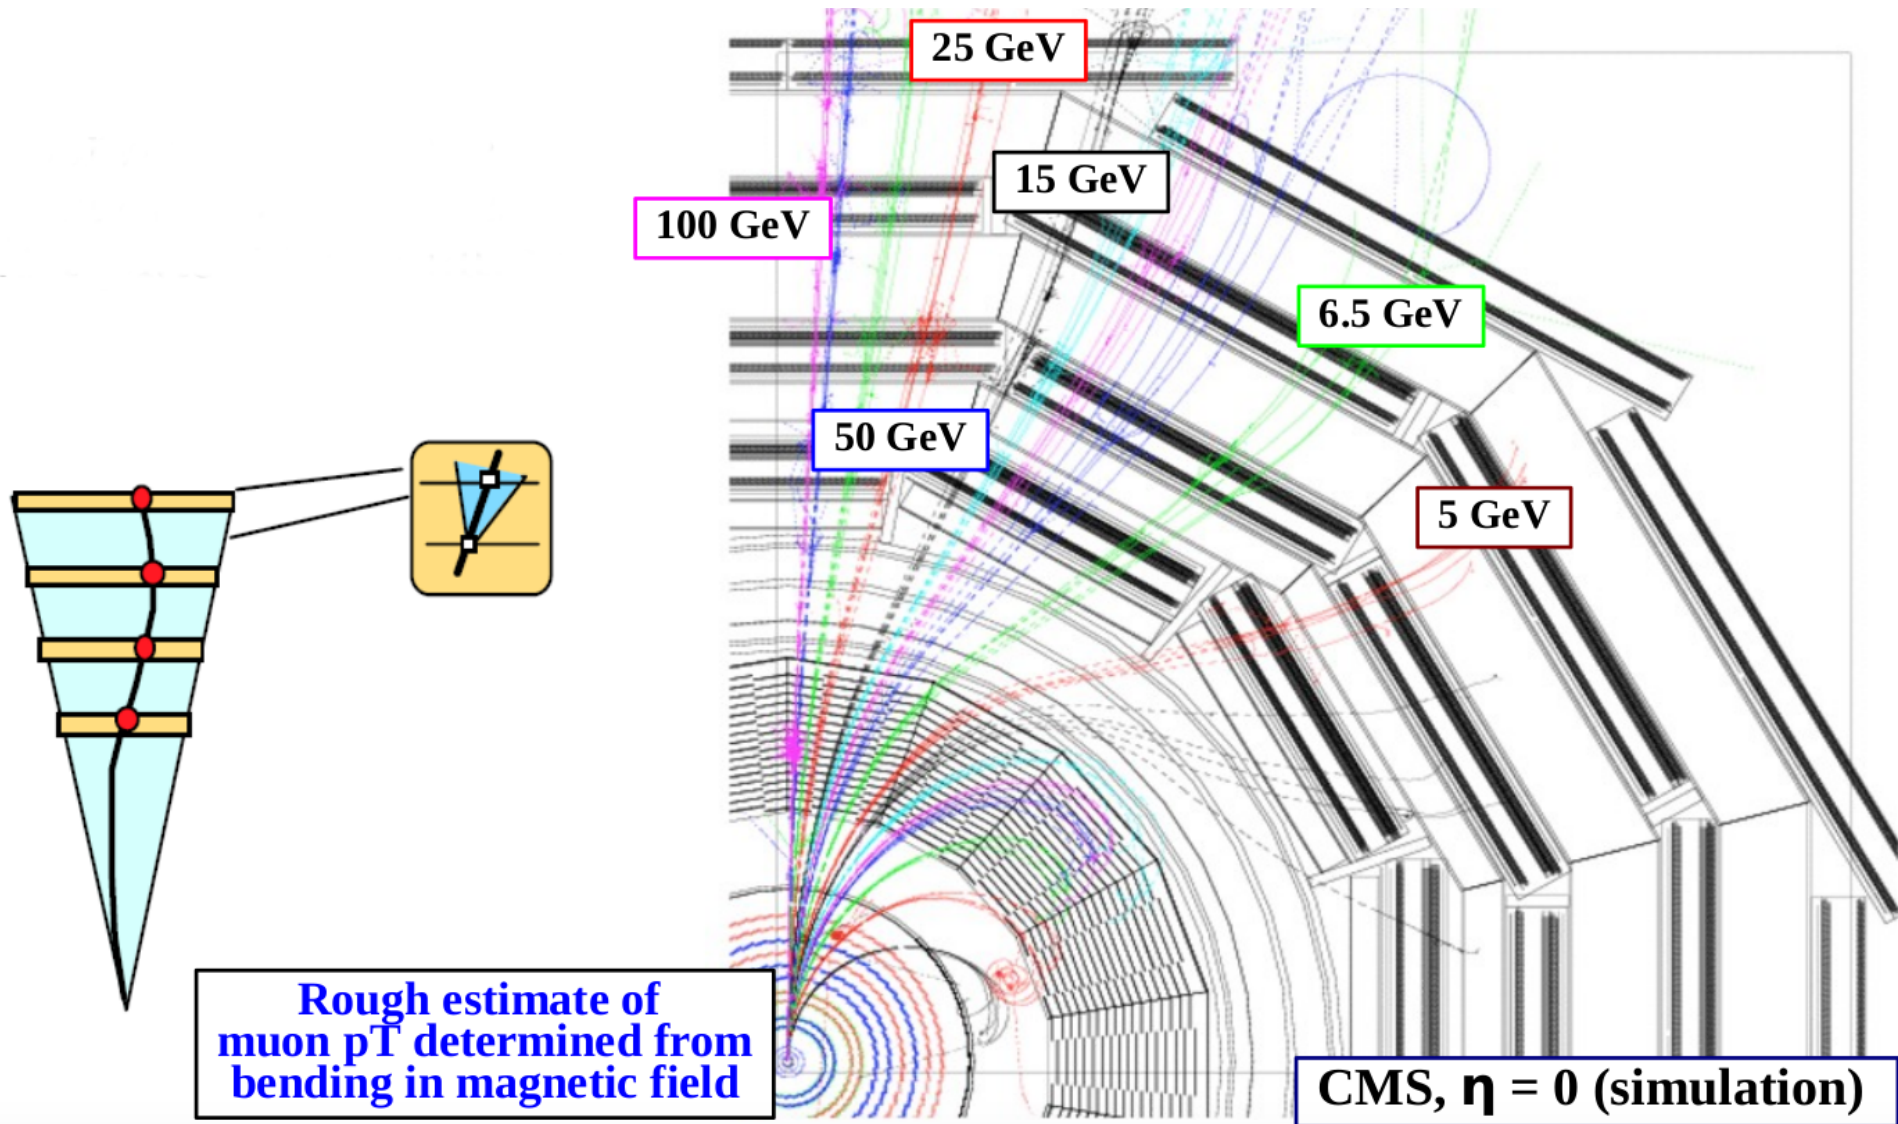 25 GeV
15 GeV
100 GeV
6.5 GeV
50 GeV
5 GeV
Rough estimate of
muon pT determined from
bending in magnetic field
CMS, η = 0 (simulation)